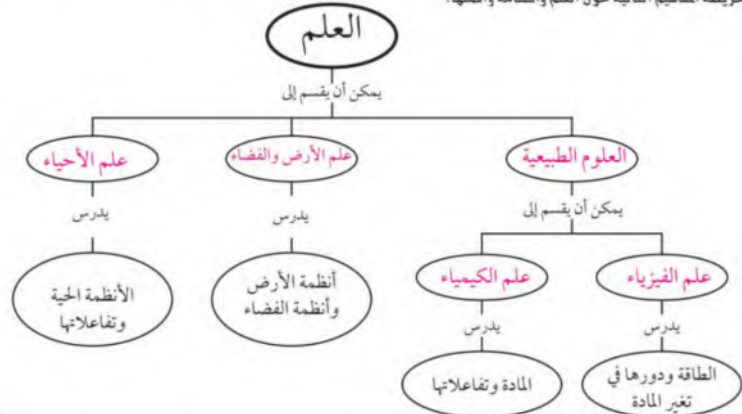 العلم
يمكن أن يقسم إلى
العلوم الطبيعية
علم الأرض والفضاء
علم الأحياء
يمكن أن يقسم إلى
يدرس
يدرس
أنظمة الأرض
وأنظمة الفضاء
الأنظمة الحية
وتفاعلاتها
علم الفيزياء
علم الكيمياء
يدرس
يدرس
الطاقة ودورها في
تغير المادة
المادة وتفاعلاتها